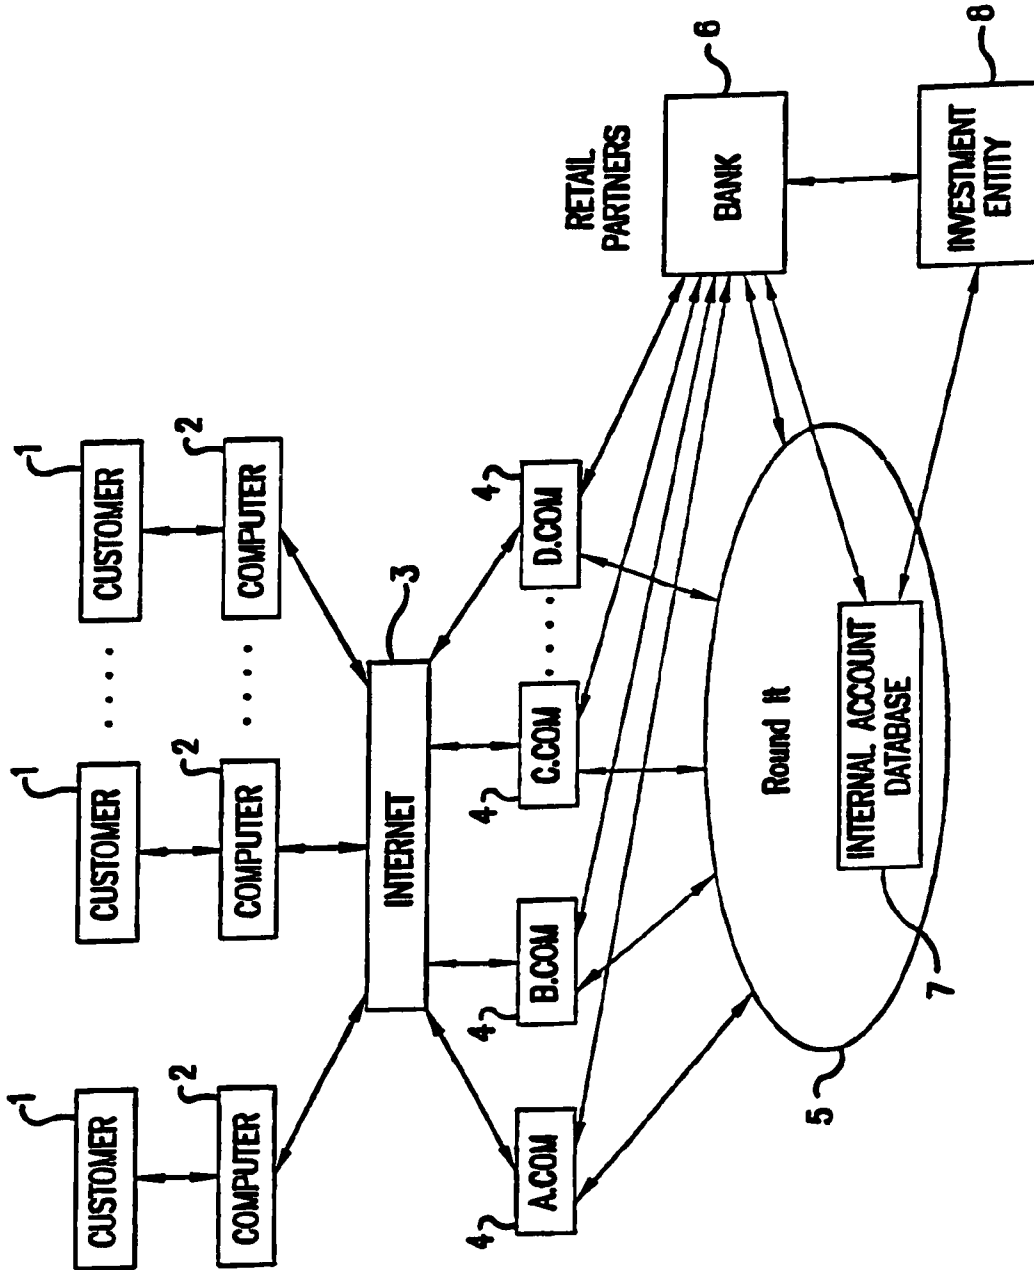 1
CUSTOMER
1
CUSTOMER
. . . .
1
CUSTOMER
2
COMPUTER
2
COMPUTER
. . . .
2
COMPUTER
3
INTERNET
4
A.COM
4
B.COM
4
C.COM
. . . .
4
D.COM
RETAIL
PARTNERS
6
BANK
5
Round It
INTERNAL ACCOUNT
DATABASE
7
8
INVESTMENT
ENTITY